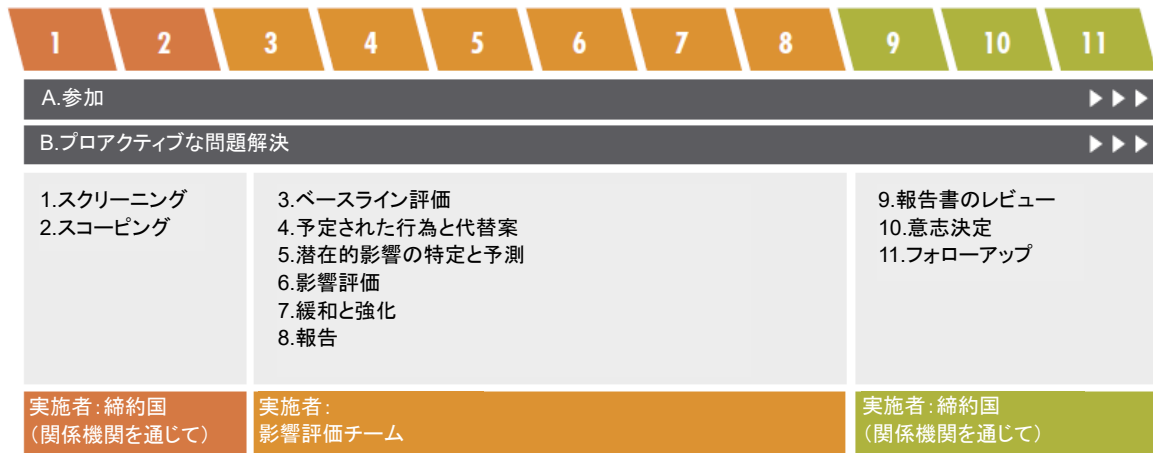 1 2 3 4 5 6 7 8 9 10 11
A.参加
B.プロアクティブな問題解決
1.スクリーニング
2.スコーピング
3.ベースライン評価
4.予定された行為と代替案
5.潜在的影響の特定と予測
6.影響評価
7.緩和と強化
8.報告
9.報告書のレビュー
10.意志決定
11.フォローアップ
実施者：締約国
（関係機関を通じて）
実施者：
影響評価チーム
実施者：締約国
（関係機関を通じて）